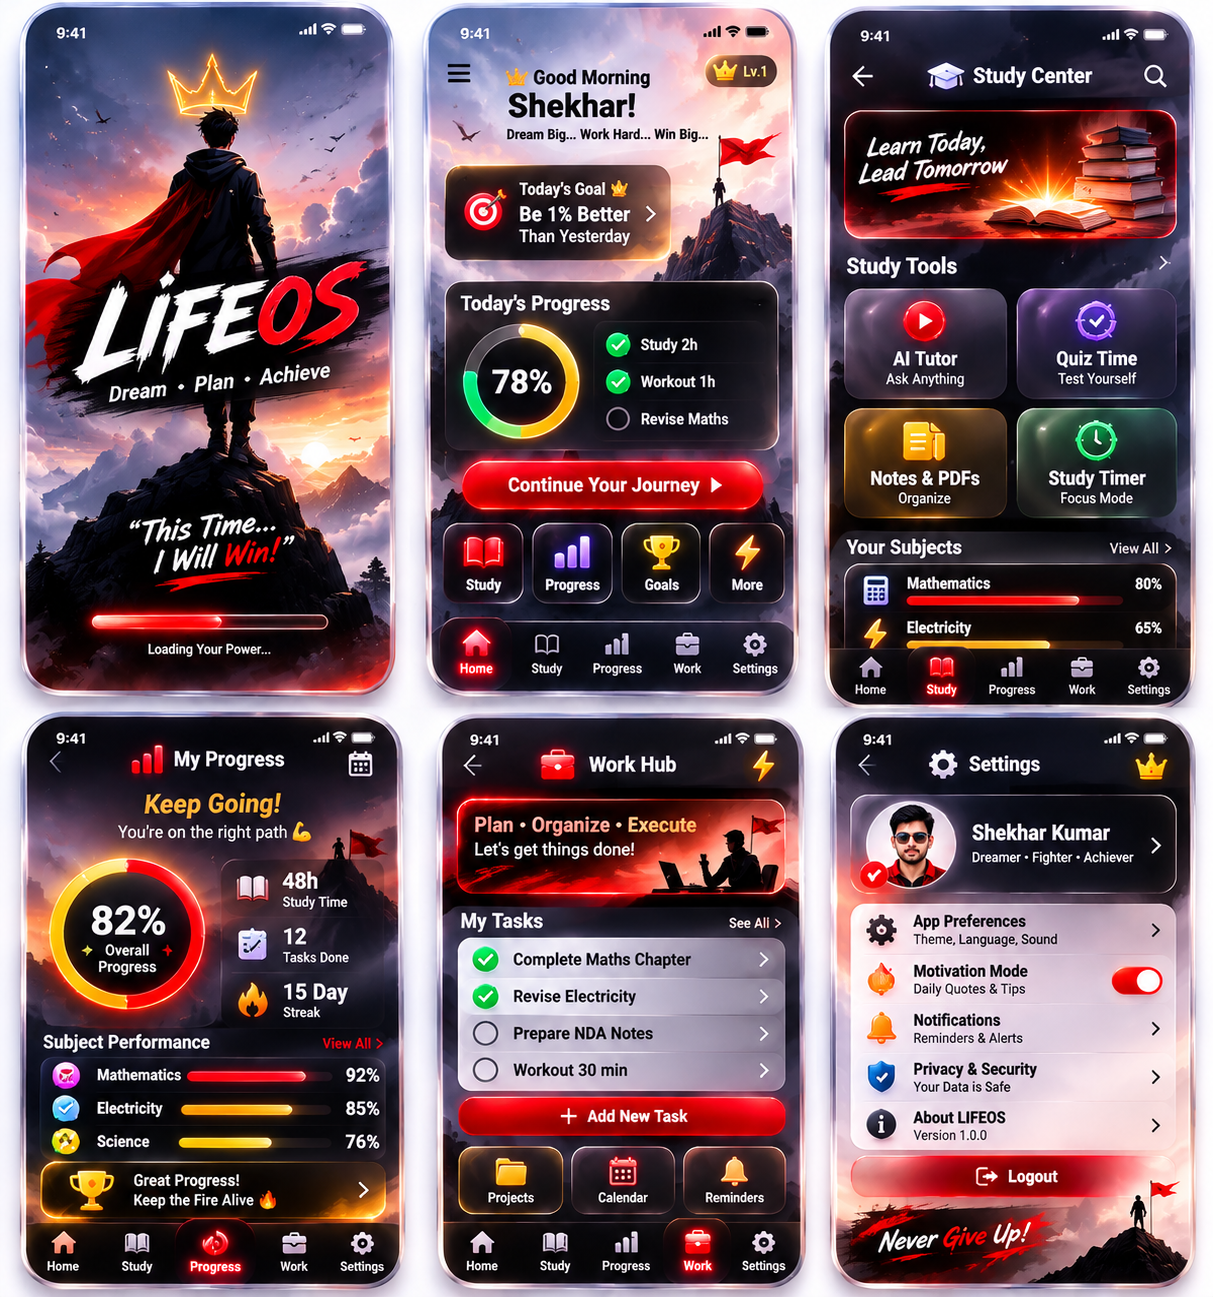 9:41
LiFEOS
Dream • Plan • Achieve
“This Time...
I Will Win!”
Loading Your Power...
9:41
Good Morning
Shekhar!
Dream Big... Work Hard... Win Big...
Lv.1
Today's Goal
Be 1% Better
Than Yesterday
Today's Progress
78%
Study 2h
Workout 1h
Revise Maths
Continue Your Journey
Study
Progress
Goals
More
Home
Study
Progress
Work
Settings
9:41
Study Center
Learn Today,
Lead Tomorrow
Study Tools
AI Tutor
Ask Anything
Quiz Time
Test Yourself
Notes & PDFs
Organize
Study Timer
Focus Mode
Your Subjects
View All >
Mathematics
80%
Electricity
65%
Home
Study
Progress
Work
Settings
9:41
My Progress
Keep Going!
You're on the right path
82%
Overall
Progress
48h
Study Time
12
Tasks Done
15 Day
Streak
Subject Performance
View All >
Mathematics
92%
Electricity
85%
Science
76%
Great Progress!
Keep the Fire Alive
Home
Study
Progress
Work
Settings
9:41
Work Hub
Plan • Organize • Execute
Let's get things done!
My Tasks
See All >
Complete Maths Chapter
Revise Electricity
Prepare NDA Notes
Workout 30 min
+ Add New Task
Projects
Calendar
Reminders
Home
Study
Progress
Work
Settings
9:41
Settings
Shekhar Kumar
Dreamer • Fighter • Achiever
App Preferences
Theme, Language, Sound
Motivation Mode
Daily Quotes & Tips
Notifications
Reminders & Alerts
Privacy & Security
Your Data is Safe
About LIFEOS
Version 1.0.0
Logout
Never Give Up!